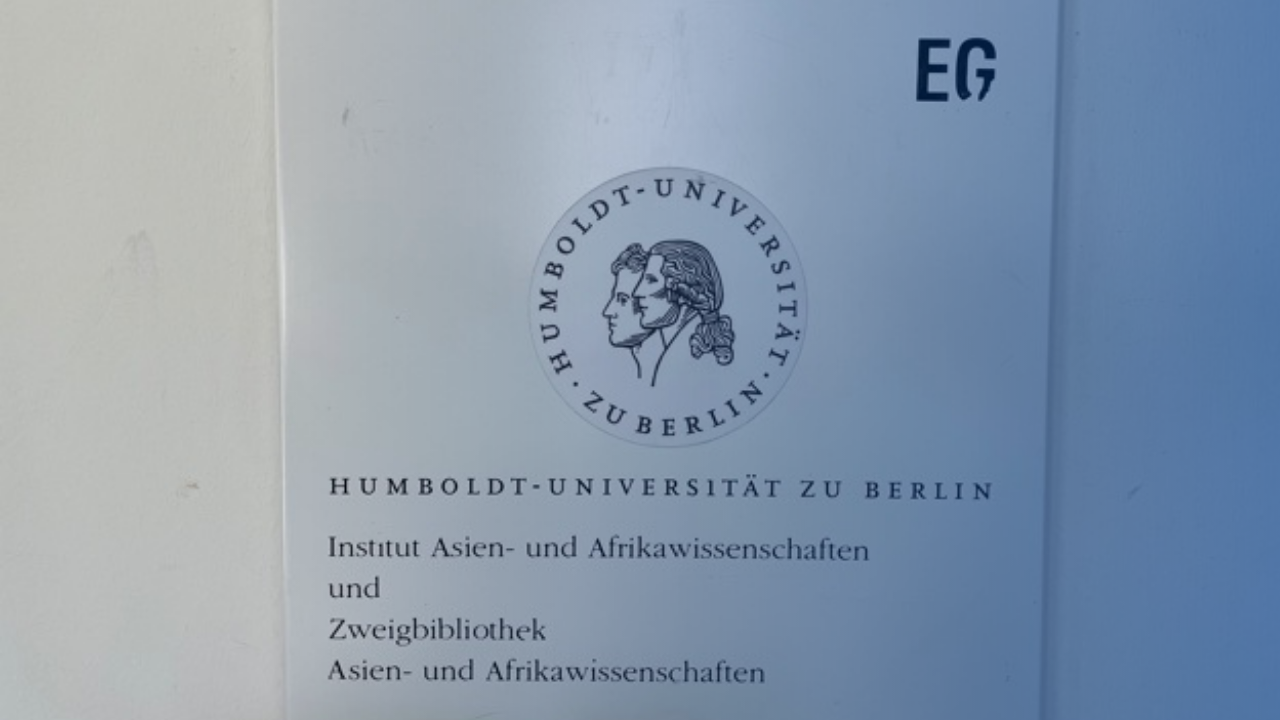 EG
HUMBOLDT-UNIVERSITÄT
· ZU BERLIN ·
HUMBOLDT-UNIVERSITÄT ZU BERLIN
Institut Asien- und Afrikawissenschaften
und
Zweigbibliothek
Asien- und Afrikawissenschaften